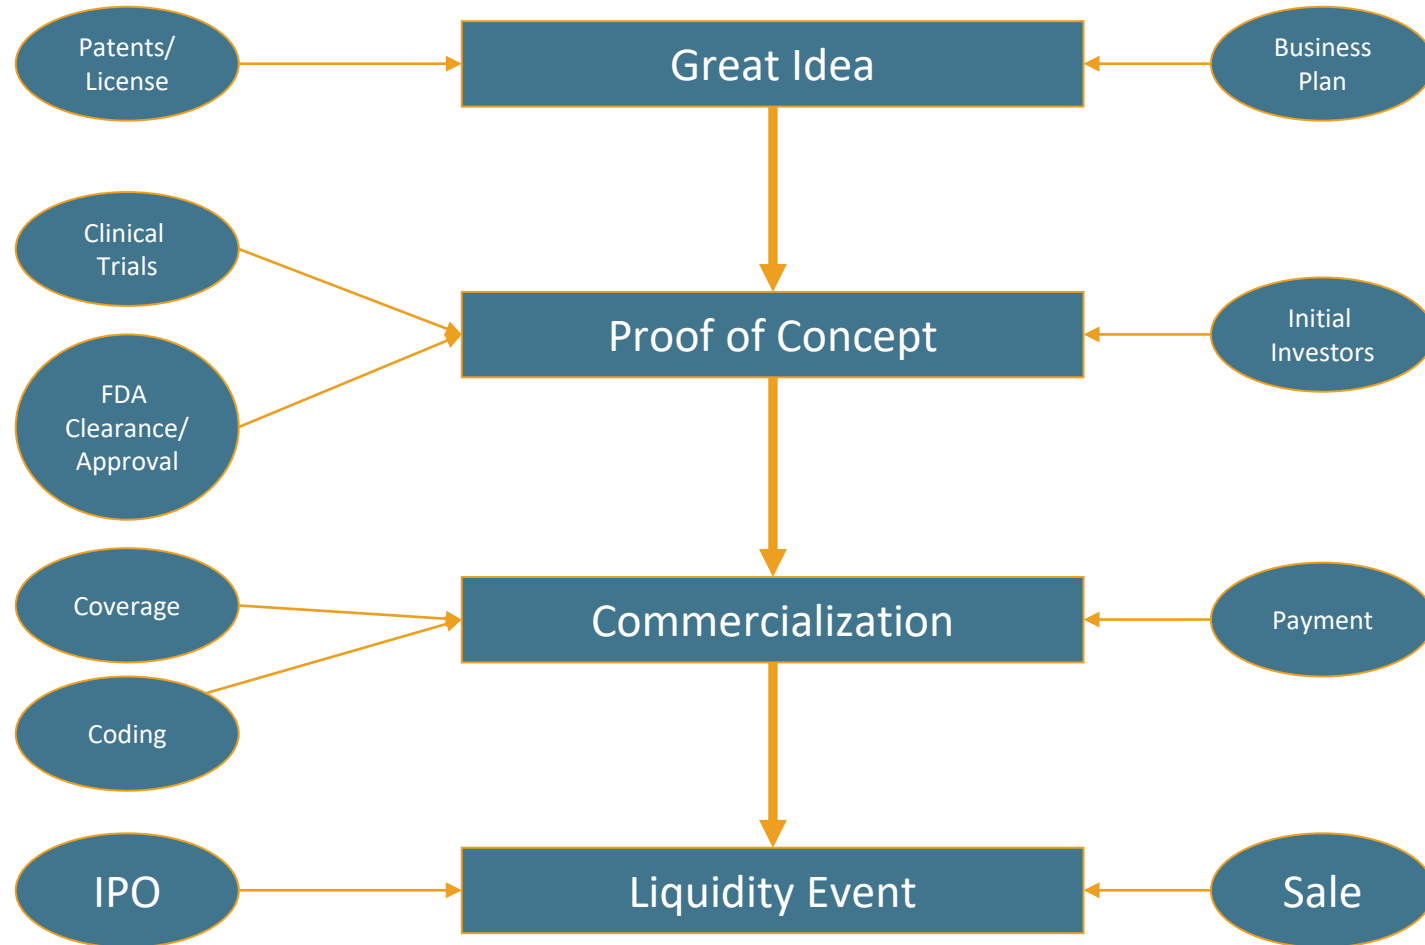 Patents/
License
Great Idea
Business
Plan
Clinical
Trials
Proof of Concept
Initial
Investors
FDA
Clearance/
Approval
Coverage
Commercialization
Payment
Coding
IPO
Liquidity Event
Sale